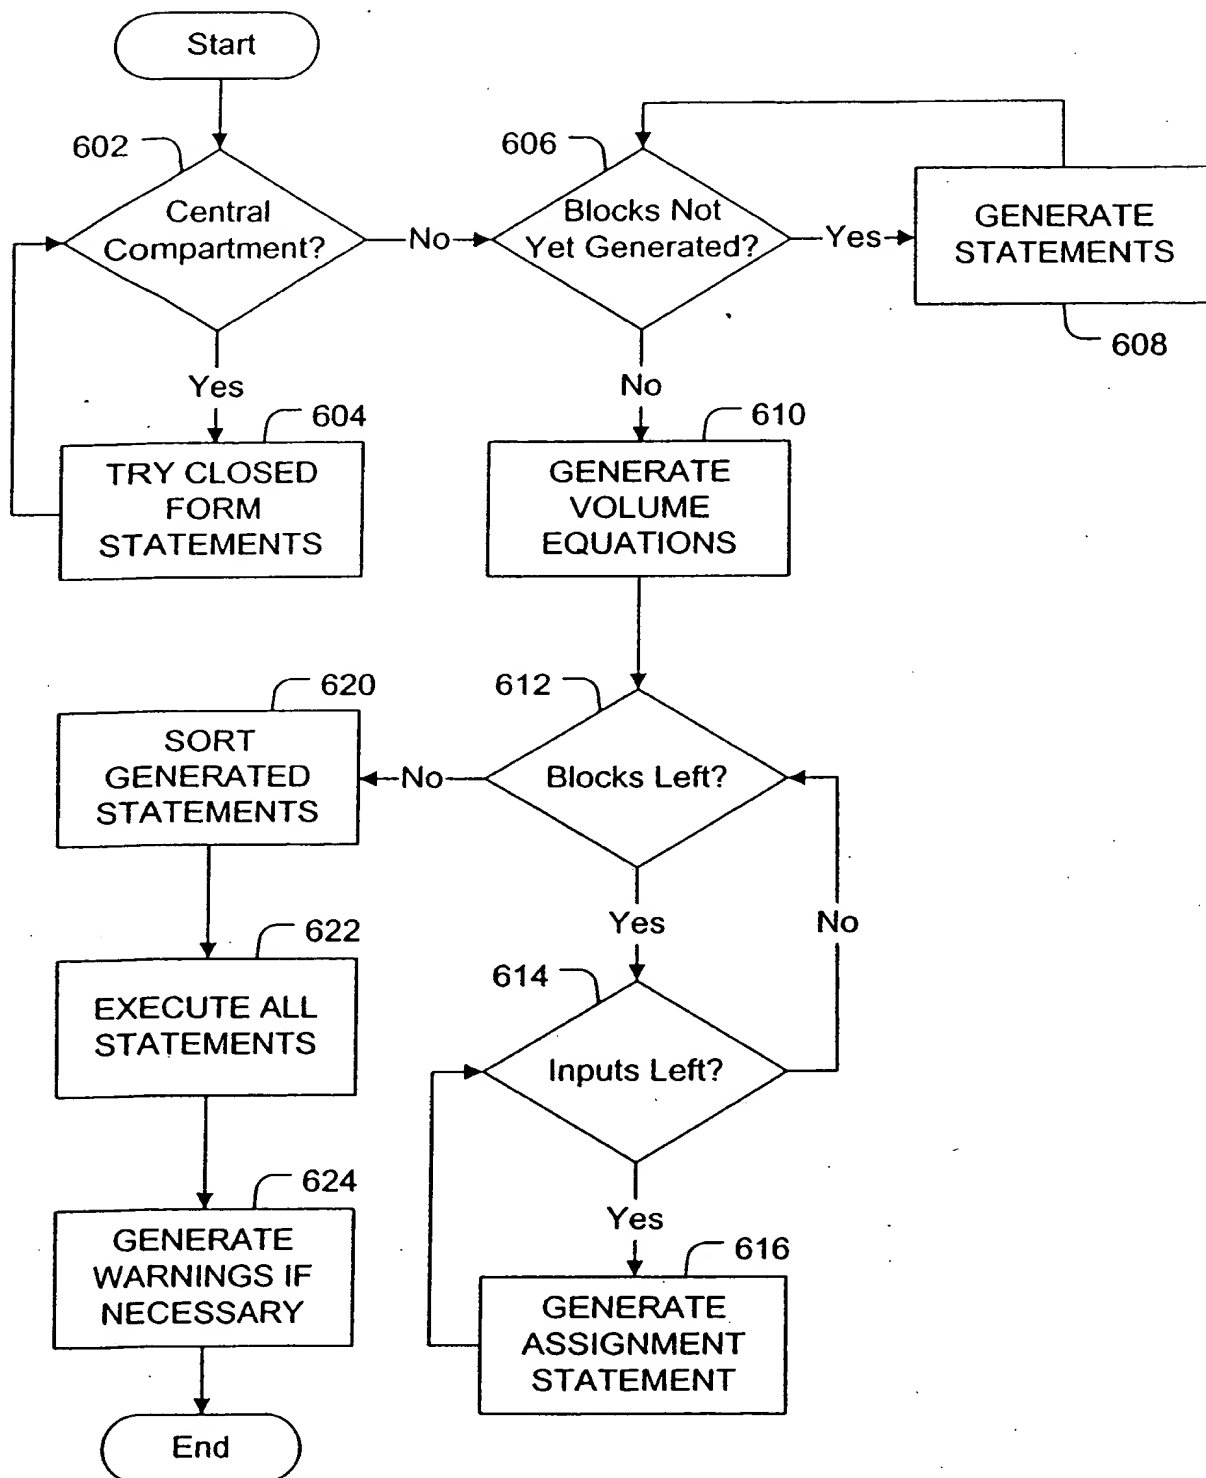 Start
602
Central
Compartment?
No
606
Blocks Not
Yet Generated?
Yes
GENERATE
STATEMENTS
608
Yes
604
TRY CLOSED
FORM
STATEMENTS
No
610
GENERATE
VOLUME
EQUATIONS
620
SORT
GENERATED
STATEMENTS
No
612
Blocks Left?
Yes
No
622
EXECUTE ALL
STATEMENTS
614
Inputs Left?
Yes
624
GENERATE
WARNINGS IF
NECESSARY
616
GENERATE
ASSIGNMENT
STATEMENT
End